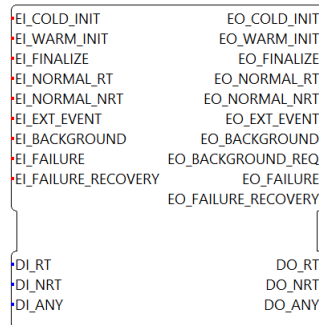 EI_COLD_INIT EO_COLD_INIT
EI_WARM_INIT EO_WARM_INIT
EI_FINALIZE EO_FINALIZE
EI_NORMAL_RT EO_NORMAL_RT
EI_NORMAL_NRT EO_NORMAL_NRT
EI_EXT_EVENT EO_EXT_EVENT
EI_BACKGROUND EO_BACKGROUND
EI_FAILURE EO_BACKGROUND_REQ
EI_FAILURE_RECOVERY EO_FAILURE
EO_FAILURE_RECOVERY
DI_RT DO_RT
DI_NRT DO_NRT
DI_ANY DO_ANY